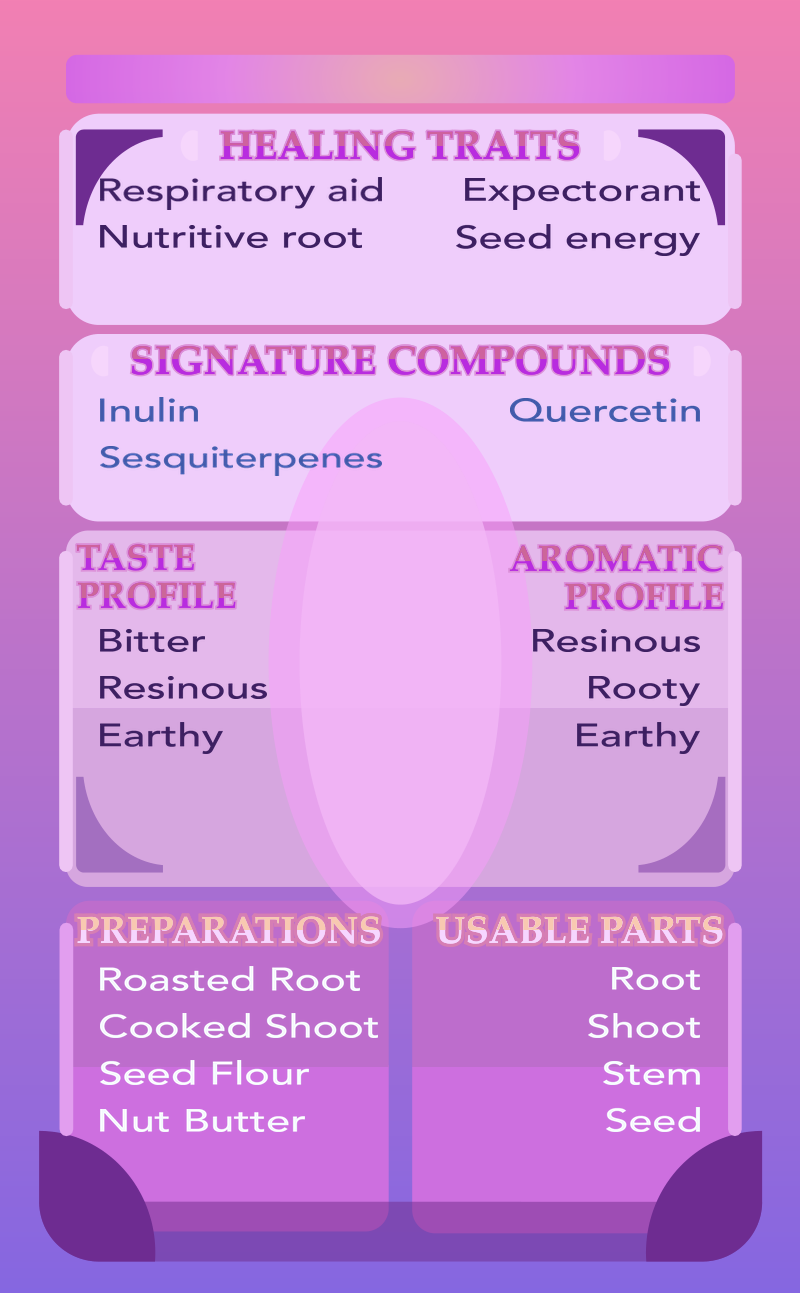 HEALING TRAITS
Respiratory aid Expectorant
Nutritive root Seed energy
SIGNATURE COMPOUNDS
Inulin Quercetin
Sesquiterpenes
TASTE
PROFILE
Bitter
Resinous
Earthy
AROMATIC
PROFILE
Resinous
Rooty
Earthy
PREPARATIONS
Roasted Root
Cooked Shoot
Seed Flour
Nut Butter
USABLE PARTS
Root
Shoot
Stem
Seed